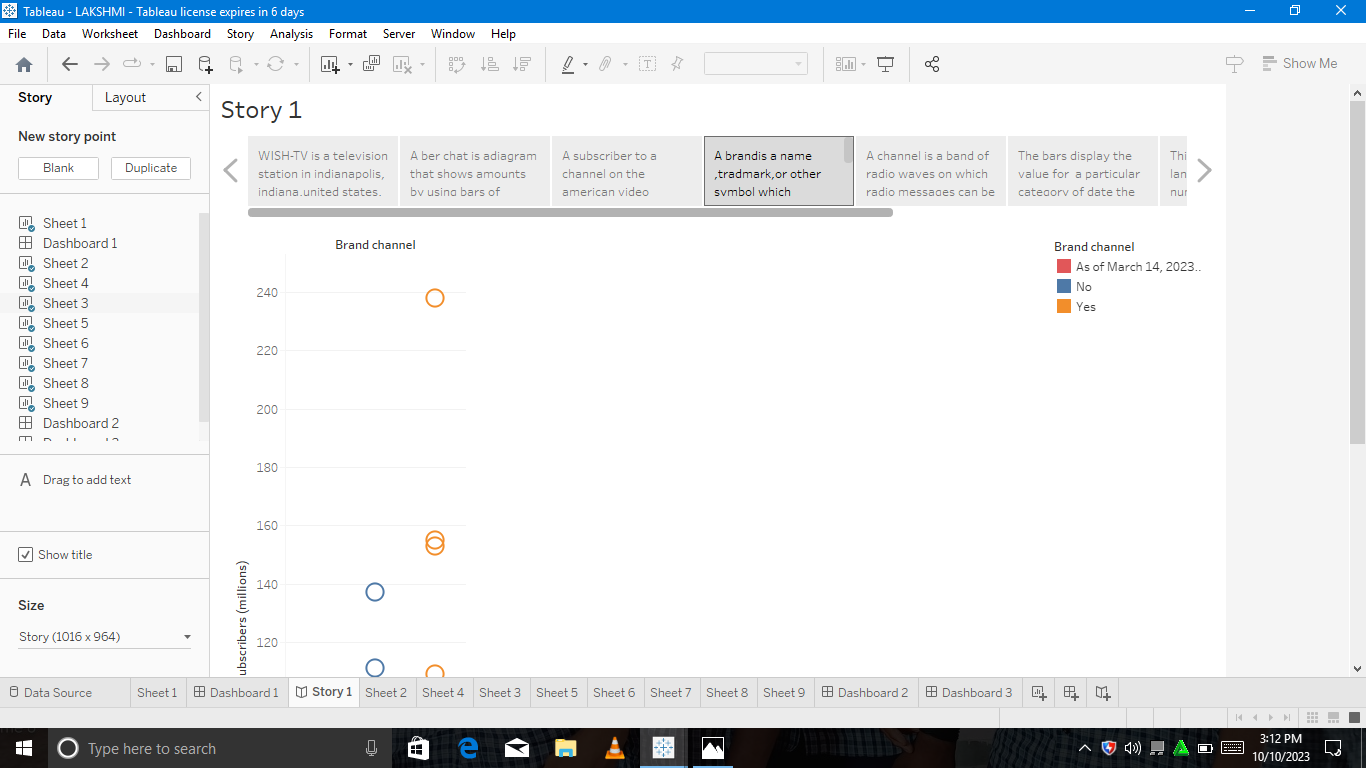 Tableau - LAKSHMI - Tableau license expires in 6 days
File Data Worksheet Dashboard Story Analysis Format Server Window Help
Show Me
Story Layout
New story point
Blank Duplicate
Sheet 1
Dashboard 1
Sheet 2
Sheet 4
Sheet 3
Sheet 5
Sheet 6
Sheet 7
Sheet 8
Sheet 9
Dashboard 2
A Drag to add text
Show title
Size
Story (1016 x 964)
Story 1
WISH-TV is a television
station in indianapolis,
indiana,united states.
A ber chat is adiagram
that shows amounts
by using bars of
A subscriber to a
channel on the
american video
A brandis a name
,tradmark,or other
symbol which
A channel is a band of
radio waves on which
radio messages can be
The bars display the
value for a particular
category of date the
Thi
lan
nur
Brand channel
240
220
200
180
160
140
120
ubscribers (millions)
Brand channel
As of March 14, 2023..
No
Yes
Data Source Sheet 1 Dashboard 1 Story 1 Sheet 2 Sheet 4 Sheet 3 Sheet 5 Sheet 6 Sheet 7 Sheet 8 Sheet 9 Dashboard 2 Dashboard 3
Type here to search
3:12 PM
10/10/2023